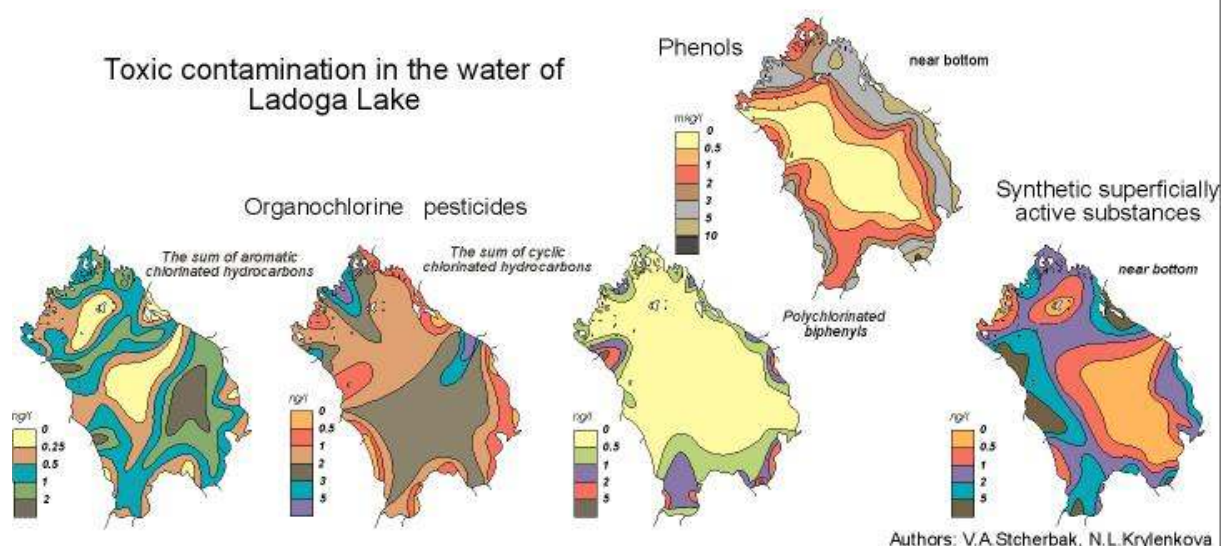 Toxic contamination in the water of
Ladoga Lake
Phenols
near bottom
mkg/l
0
0.5
1
2
3
5
10
Organochlorine pesticides
The sum of aromatic
chlorinated hydrocarbons
ng/l
0
0.25
0.5
1
2
The sum of cyclic
chlorinated hydrocarbons
ng/l
0
0.5
1
2
3
5
Polychlorinated
biphenyls
ng/l
0
0.5
1
2
5
Synthetic superficially
active substances
near bottom
ng/l
0
0.5
1
2
5
Authors: V.A.Stcherbak, N.L.Krylenkova